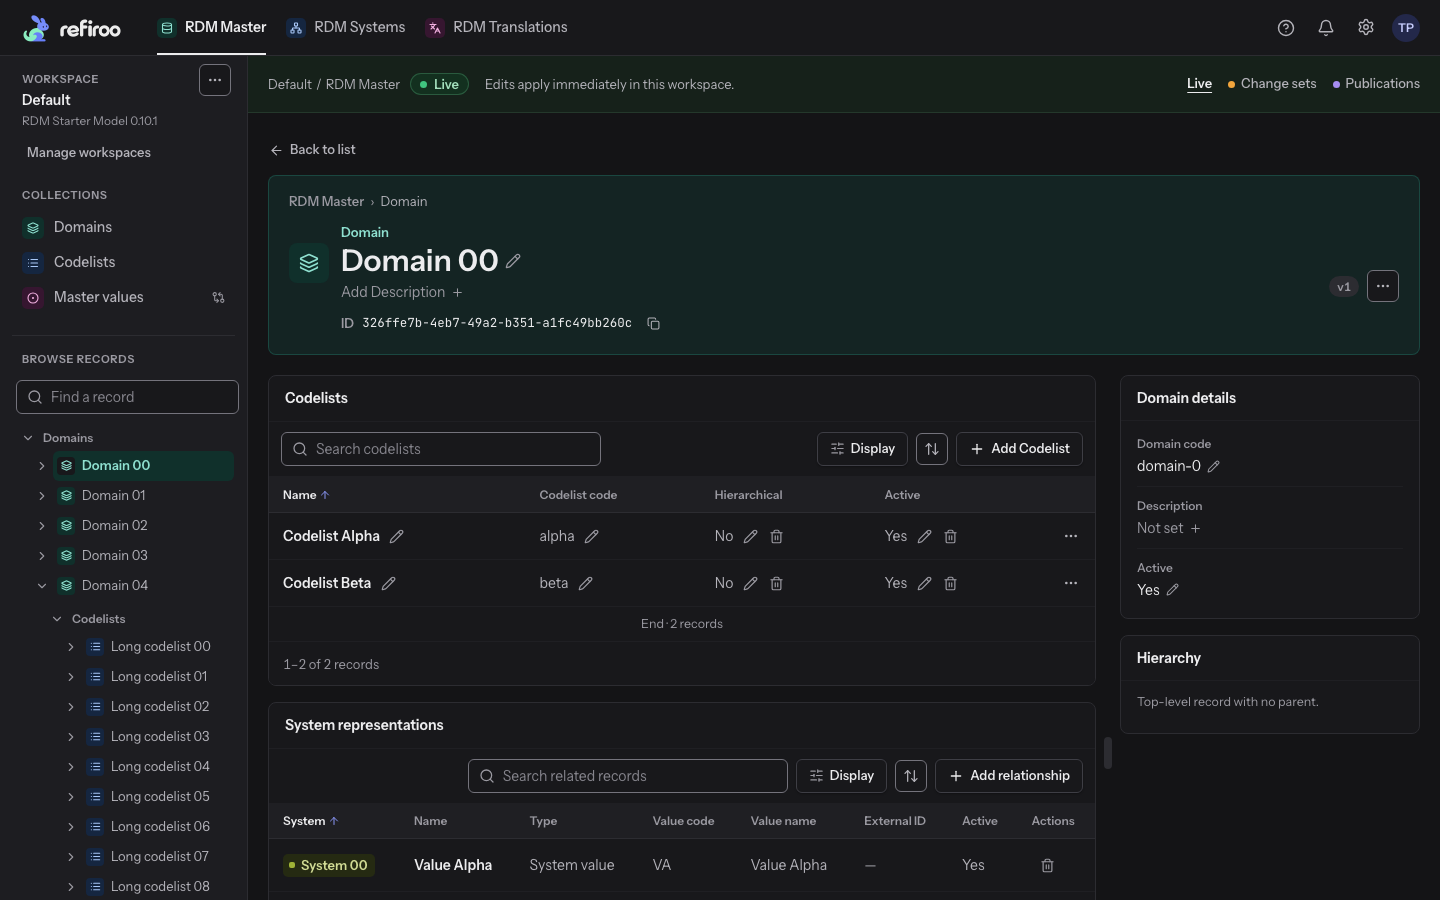 refiroo
RDM Master
RDM Systems
RDM Translations
TP
WORKSPACE
Default
RDM Starter Model 0.10.1
Manage workspaces
COLLECTIONS
Domains
Codelists
Master values
BROWSE RECORDS
Find a record
Domains
Domain 00
Domain 01
Domain 02
Domain 03
Domain 04
Codelists
Long codelist 00
Long codelist 01
Long codelist 02
Long codelist 03
Long codelist 04
Long codelist 05
Long codelist 06
Long codelist 07
Long codelist 08
Default / RDM Master Live Edits apply immediately in this workspace.
Live Change sets Publications
Back to list
RDM Master › Domain
Domain
Domain 00
Add Description +
v1
ID 326ffe7b-4eb7-49a2-b351-a1fc49bb260c
Codelists
Search codelists
Display
+ Add Codelist
Name Codelist code Hierarchical Active
Codelist Alpha alpha No Yes
Codelist Beta beta No Yes
End · 2 records
1–2 of 2 records
System representations
Search related records
Display
+ Add relationship
System Name Type Value code Value name External ID Active Actions
System 00 Value Alpha System value VA Value Alpha — Yes
Domain details
Domain code
domain-0
Description
Not set +
Active
Yes
Hierarchy
Top-level record with no parent.